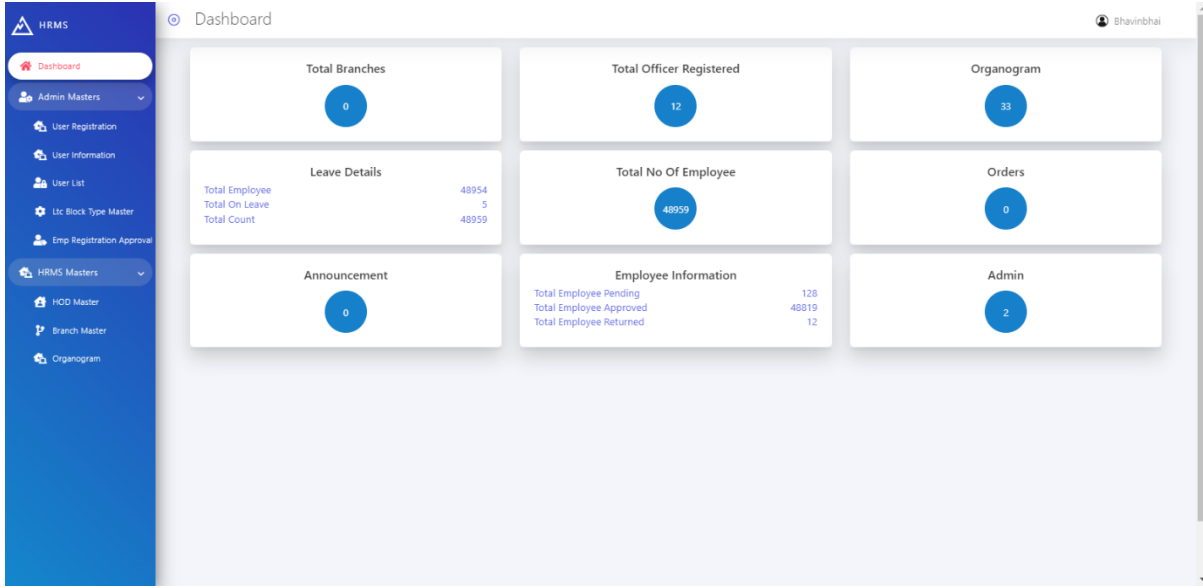 HRMS
Dashboard
Admin Masters
User Registration
User Information
User List
Ltc Block Type Master
Emp Registration Approval
HRMS Masters
HOD Master
Branch Master
Organogram
Dashboard
Bhavinbhai
Total Branches
0
Total Officer Registered
12
Organogram
33
Leave Details
Total Employee 48954
Total On Leave 5
Total Count 48959
Total No Of Employee
48959
Orders
0
Announcement
0
Employee Information
Total Employee Pending 128
Total Employee Approved 48819
Total Employee Returned 12
Admin
2